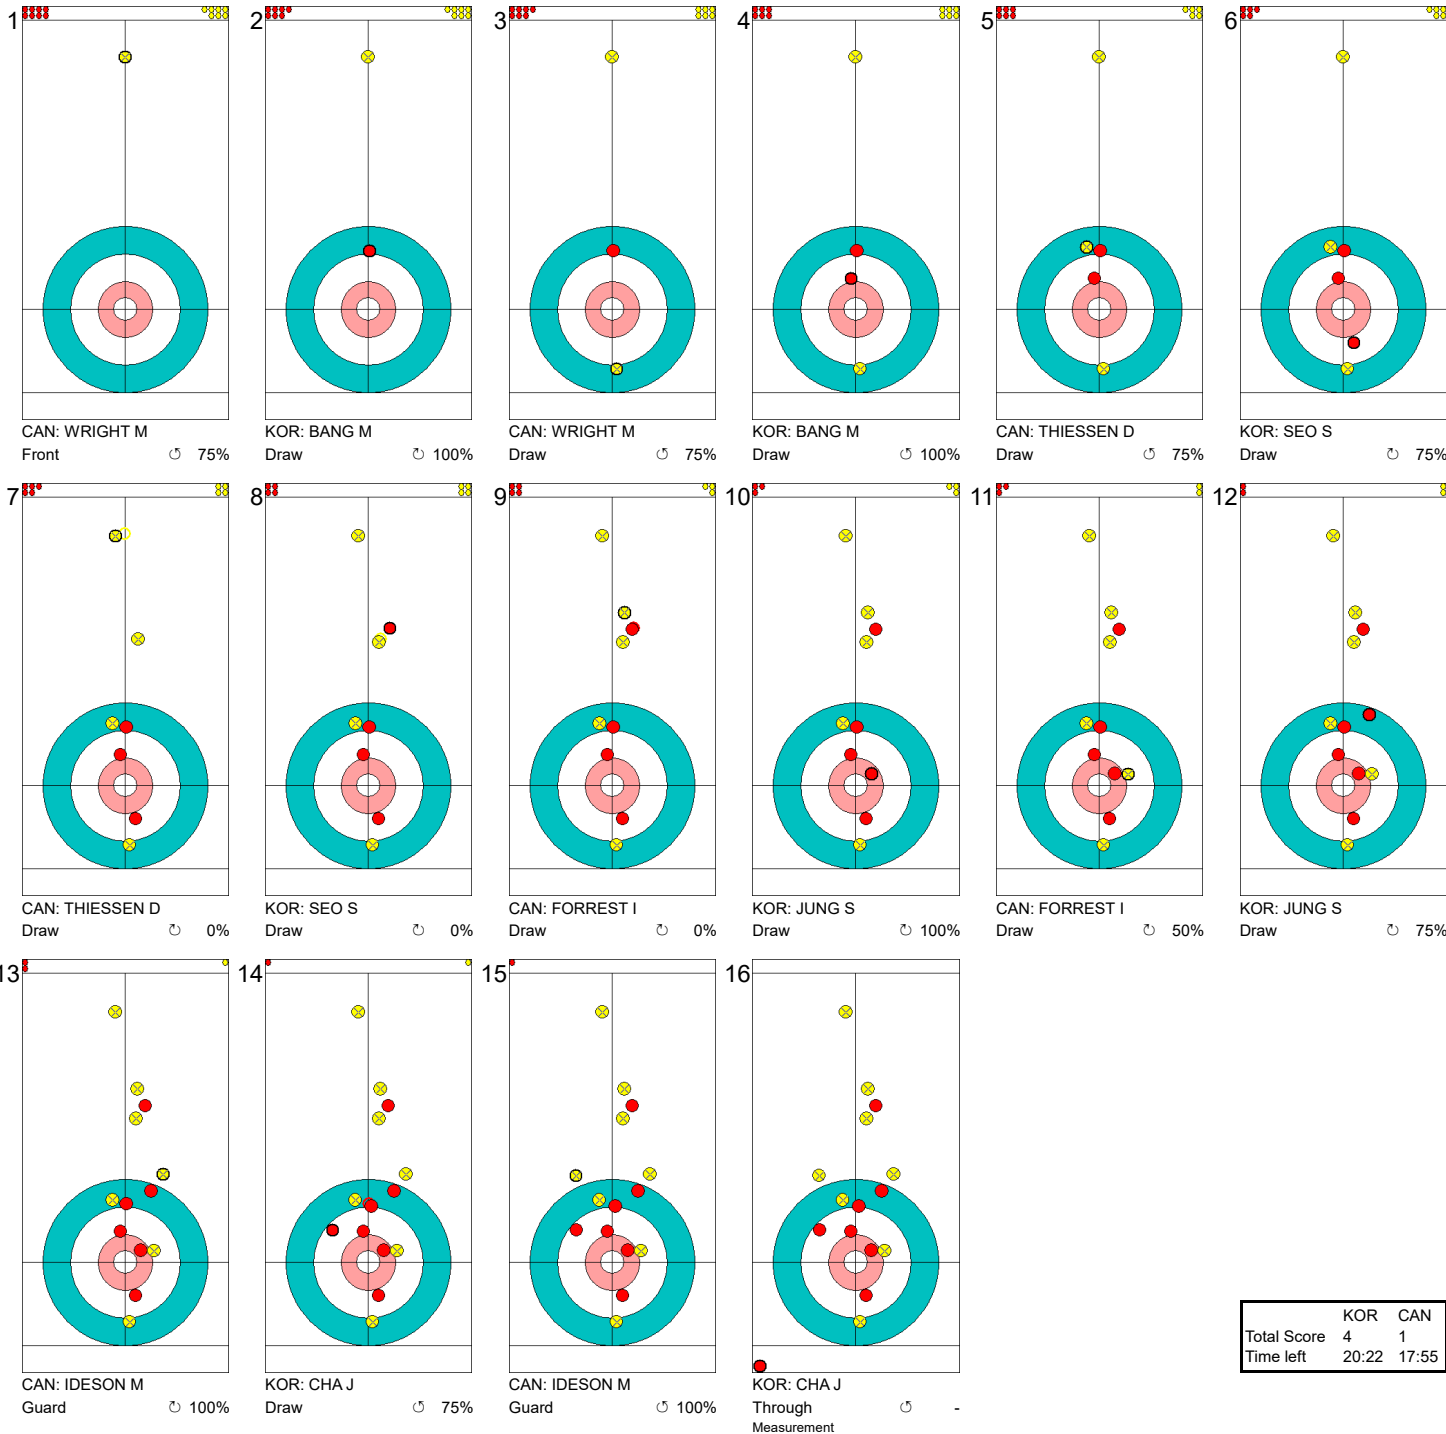 1 2 3 4 5 6
CAN: WRIGHT M KOR: BANG M CAN: WRIGHT M KOR: BANG M CAN: THIESSEN D KOR: SEO S
Front ↺ 75% Draw ↻ 100% Draw ↺ 75% Draw ↺ 100% Draw ↺ 75% Draw ↺ 75%
7 8 9 10 11 12
CAN: THIESSEN D KOR: SEO S CAN: FORREST I KOR: JUNG S CAN: FORREST I KOR: JUNG S
Draw ↻ 0% Draw ↻ 0% Draw ↻ 0% Draw ↻ 100% Draw ↻ 50% Draw ↻ 75%
13 14 15 16
KOR CAN
Total Score 4 1
Time left 20:22 17:55
CAN: IDESON M KOR: CHA J CAN: IDESON M KOR: CHA J
Guard ↻ 100% Draw ↺ 75% Guard ↺ 100% Through ↺ -
Measurement